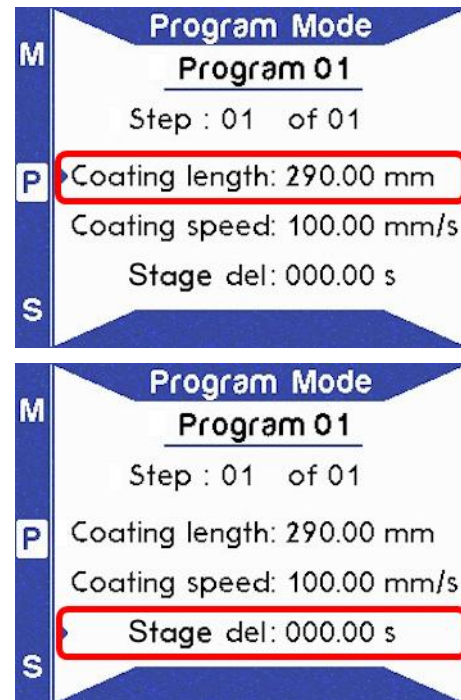 Program Mode
M
Program 01
Step : 01 of 01
P
Coating length: 290.00 mm
Coating speed: 100.00 mm/s
Stage del: 000.00 s
S
Program Mode
M
Program 01
Step : 01 of 01
P
Coating length: 290.00 mm
Coating speed: 100.00 mm/s
Stage del: 000.00 s
S